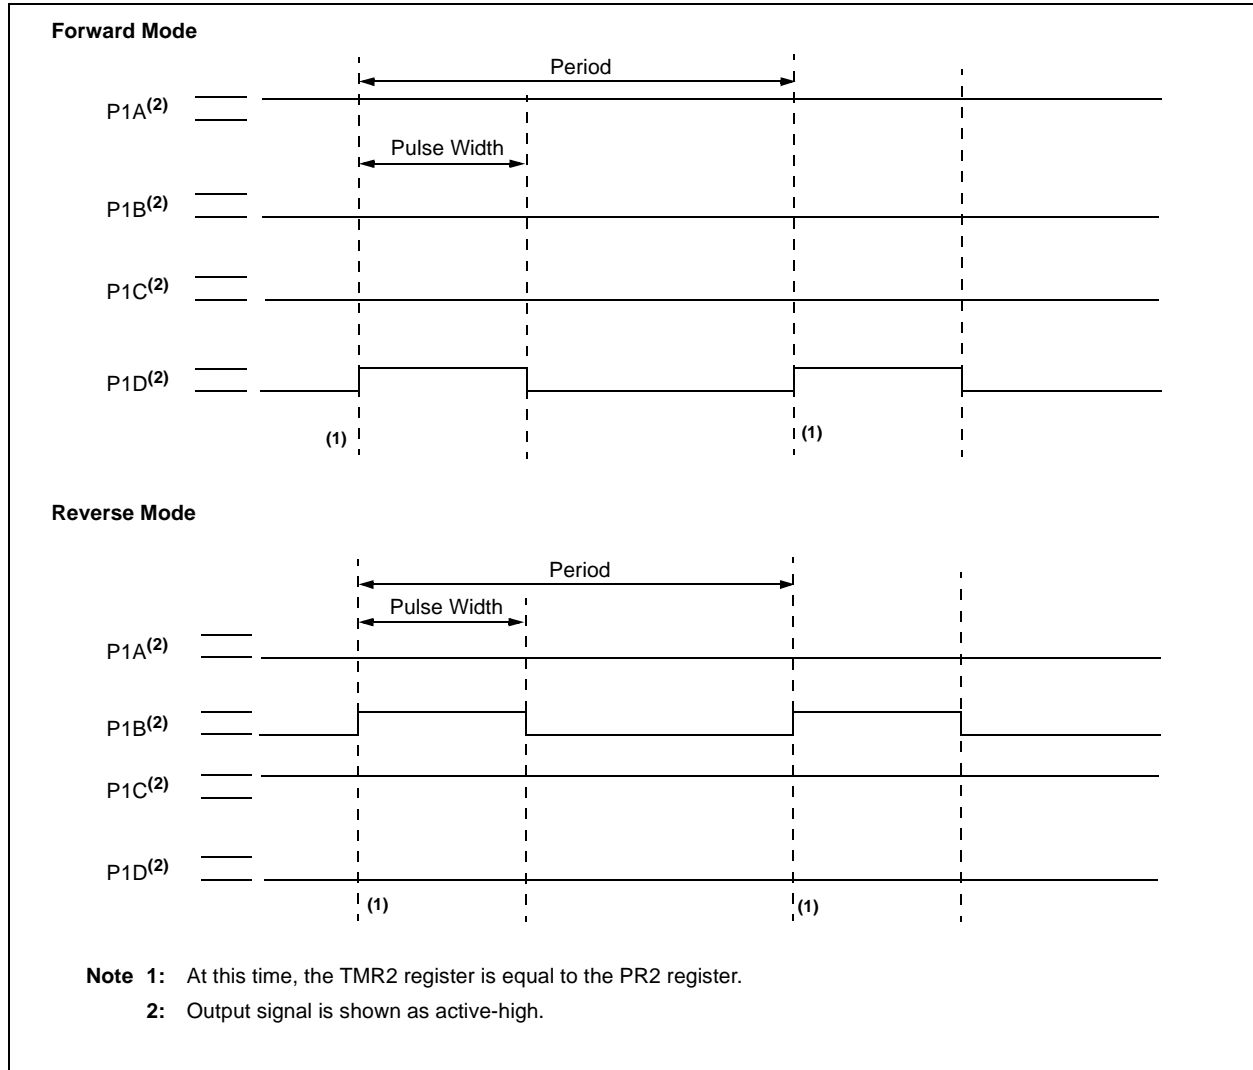 Forward Mode
Period
P1A(2)
Pulse Width
P1B(2)
P1C(2)
P1D(2)
(1)
(1)
Reverse Mode
Period
Pulse Width
P1A(2)
P1B(2)
P1C(2)
P1D(2)
(1)
(1)
Note 1: At this time, the TMR2 register is equal to the PR2 register.
2: Output signal is shown as active-high.